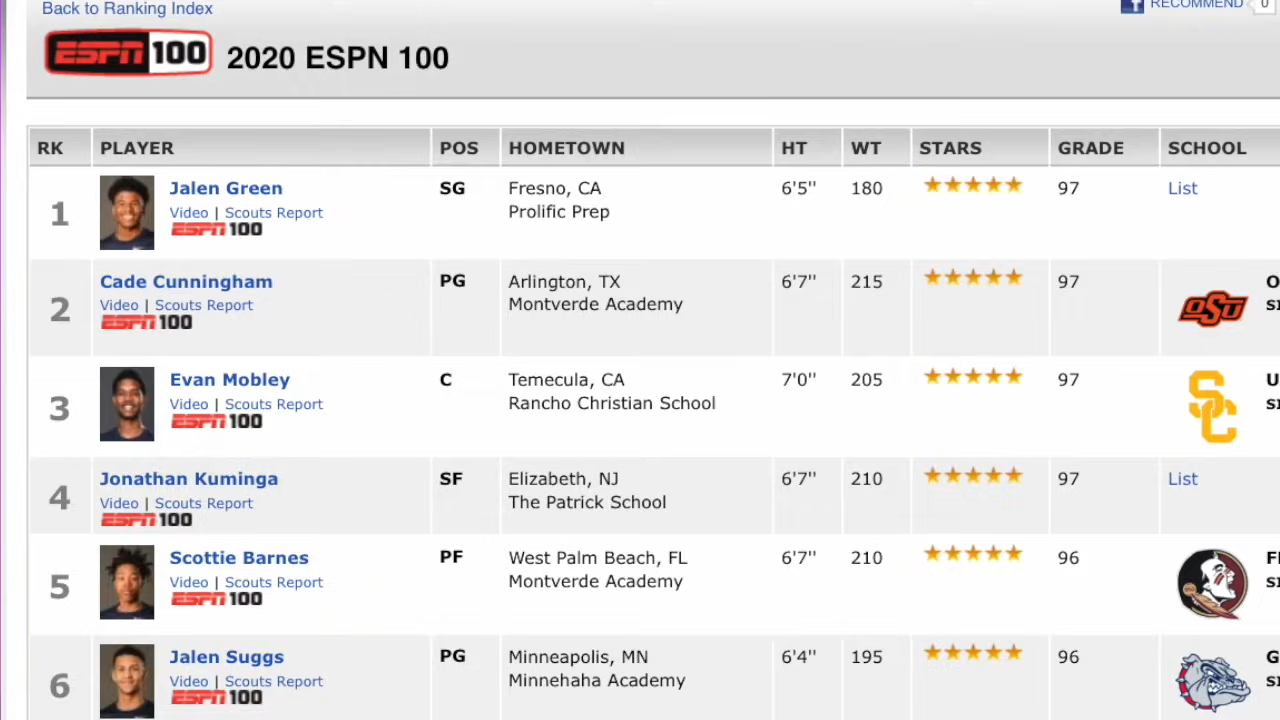 Back to Ranking Index
RECOMMEND 0
ESPN 100 2020 ESPN 100
RK PLAYER POS HOMETOWN HT WT STARS GRADE SCHOOL
1 Jalen Green SG Fresno, CA 6'5'' 180 97 List
Video | Scouts Report Prolific Prep
ESPN 100
2 Cade Cunningham PG Arlington, TX 6'7'' 215 97 O
Video | Scouts Report Montverde Academy OSU SI
ESPN 100
3 Evan Mobley C Temecula, CA 7'0'' 205 97 SC U
Video | Scouts Report Rancho Christian School SI
ESPN 100
4 Jonathan Kuminga SF Elizabeth, NJ 6'7'' 210 97 List
Video | Scouts Report The Patrick School
ESPN 100
5 Scottie Barnes PF West Palm Beach, FL 6'7'' 210 96 Fl
Video | Scouts Report Montverde Academy SI
ESPN 100
6 Jalen Suggs PG Minneapolis, MN 6'4'' 195 96 G
Video | Scouts Report Minnehaha Academy SI
ESPN 100